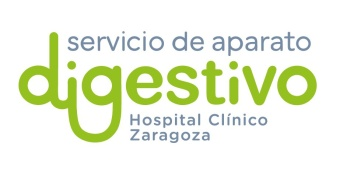 servicio de aparato
digestivo
Hospital Clínico
Zaragoza